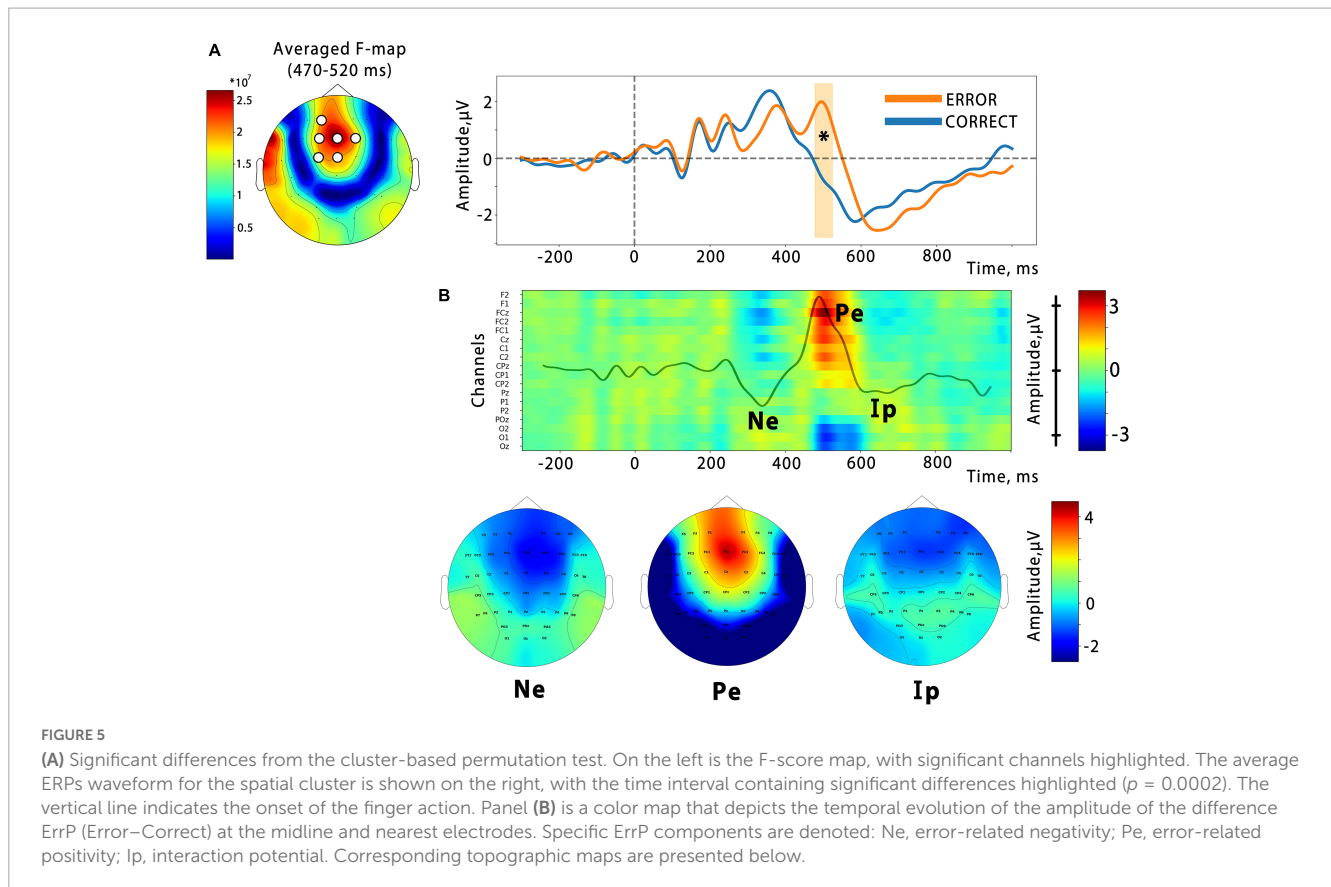 A
Averaged F-map
(470-520 ms)
*10⁷
2.5
2
1.5
1
0.5
Amplitude,µV
2
0
-2
ERROR
CORRECT
*
-200 0 200 400 600 800
Time, ms
B
Channels
F2
F1
FCz
FC2
FC1
Cz
C1
C2
CPz
CP1
CP2
Pz
P1
P2
POz
O2
O1
Oz
Pe
Ne
Ip
-200 0 200 400 600 800
Time, ms
Amplitude,µV
3
0
-3
Amplitude,µV
4
0
-2
Ne
Pe
Ip
FIGURE 5
(A) Significant differences from the cluster-based permutation test. On the left is the F-score map, with significant channels highlighted. The average
ERPs waveform for the spatial cluster is shown on the right, with the time interval containing significant differences highlighted (p = 0.0002). The
vertical line indicates the onset of the finger action. Panel (B) is a color map that depicts the temporal evolution of the amplitude of the difference
ErrP (Error–Correct) at the midline and nearest electrodes. Specific ErrP components are denoted: Ne, error-related negativity; Pe, error-related
positivity; Ip, interaction potential. Corresponding topographic maps are presented below.